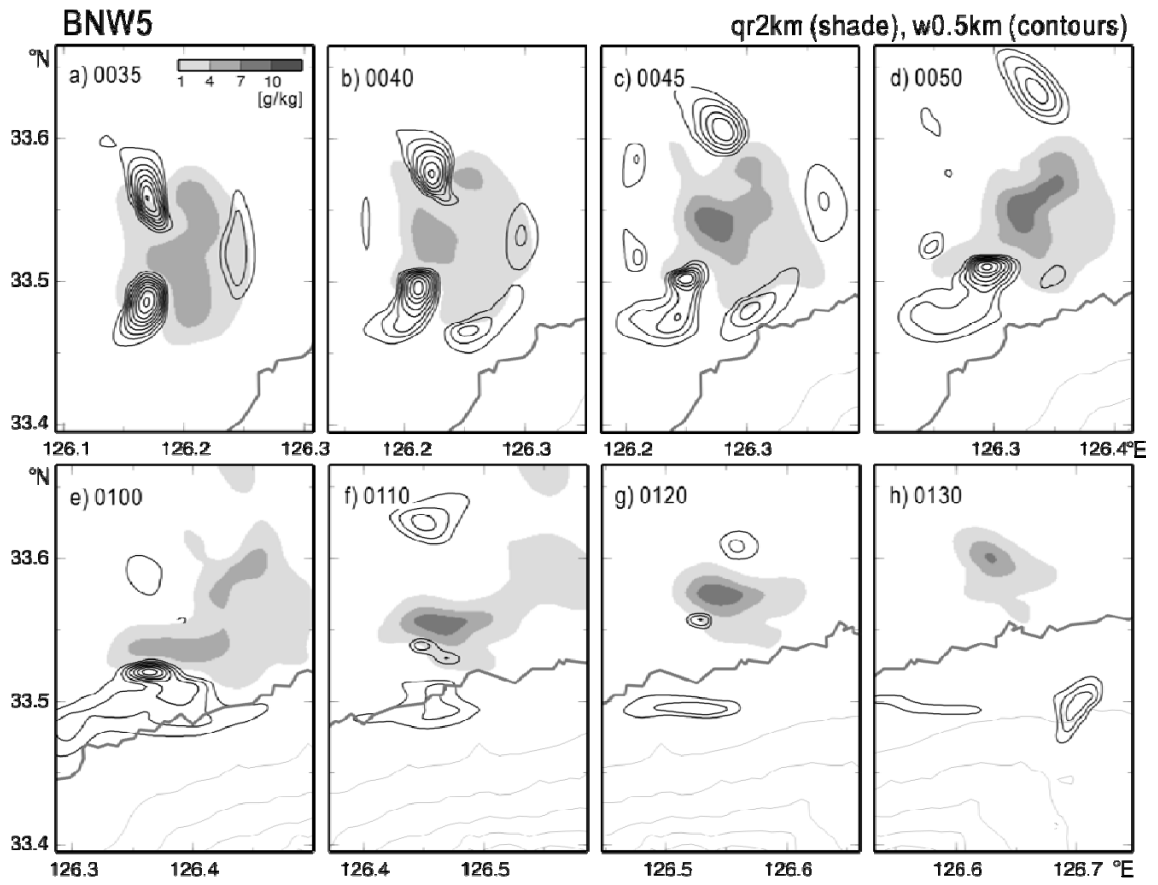 BNW5 qr2km (shade), w0.5km (contours)
°N
a) 0035 1 4 7 10 [g/kg]
b) 0040
c) 0045
d) 0050
33.6
33.5
33.4
126.1 126.2 126.3 126.2 126.3 126.2 126.3 126.3 126.4°E
°N
e) 0100
f) 0110
g) 0120
h) 0130
33.6
33.5
33.4
126.3 126.4 126.4 126.5 126.5 126.6 126.6 126.7 °E